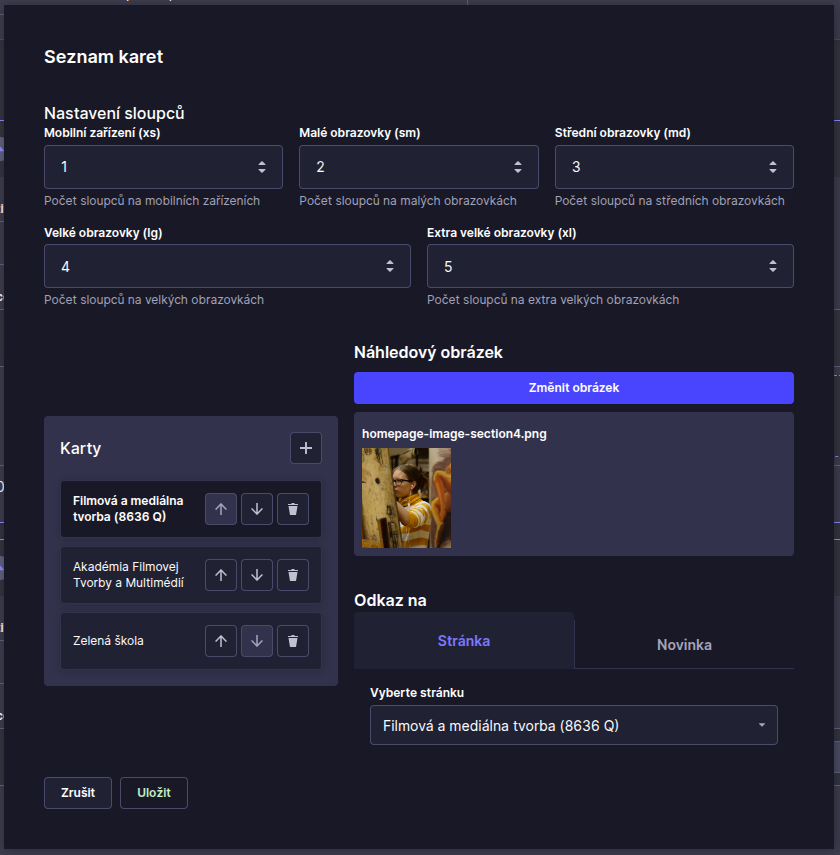 Seznam karet
Nastavení sloupců
Mobilní zařízení (xs)
Malé obrazovky (sm)
Střední obrazovky (md)
1
2
3
Počet sloupců na mobilních zařízeních
Počet sloupců na malých obrazovkách
Počet sloupců na středních obrazovkách
Velké obrazovky (lg)
Extra velké obrazovky (xl)
4
5
Počet sloupců na velkých obrazovkách
Počet sloupců na extra velkých obrazovkách
Náhledový obrázek
Změnit obrázek
homepage-image-section4.png
Karty
Filmová a mediálna
tvorba (8636 Q)
Akadémia Filmovej
Tvorby a Multimédií
Zelená škola
Odkaz na
Stránka
Novinka
Vyberte stránku
Filmová a mediálna tvorba (8636 Q)
Zrušit
Uložit